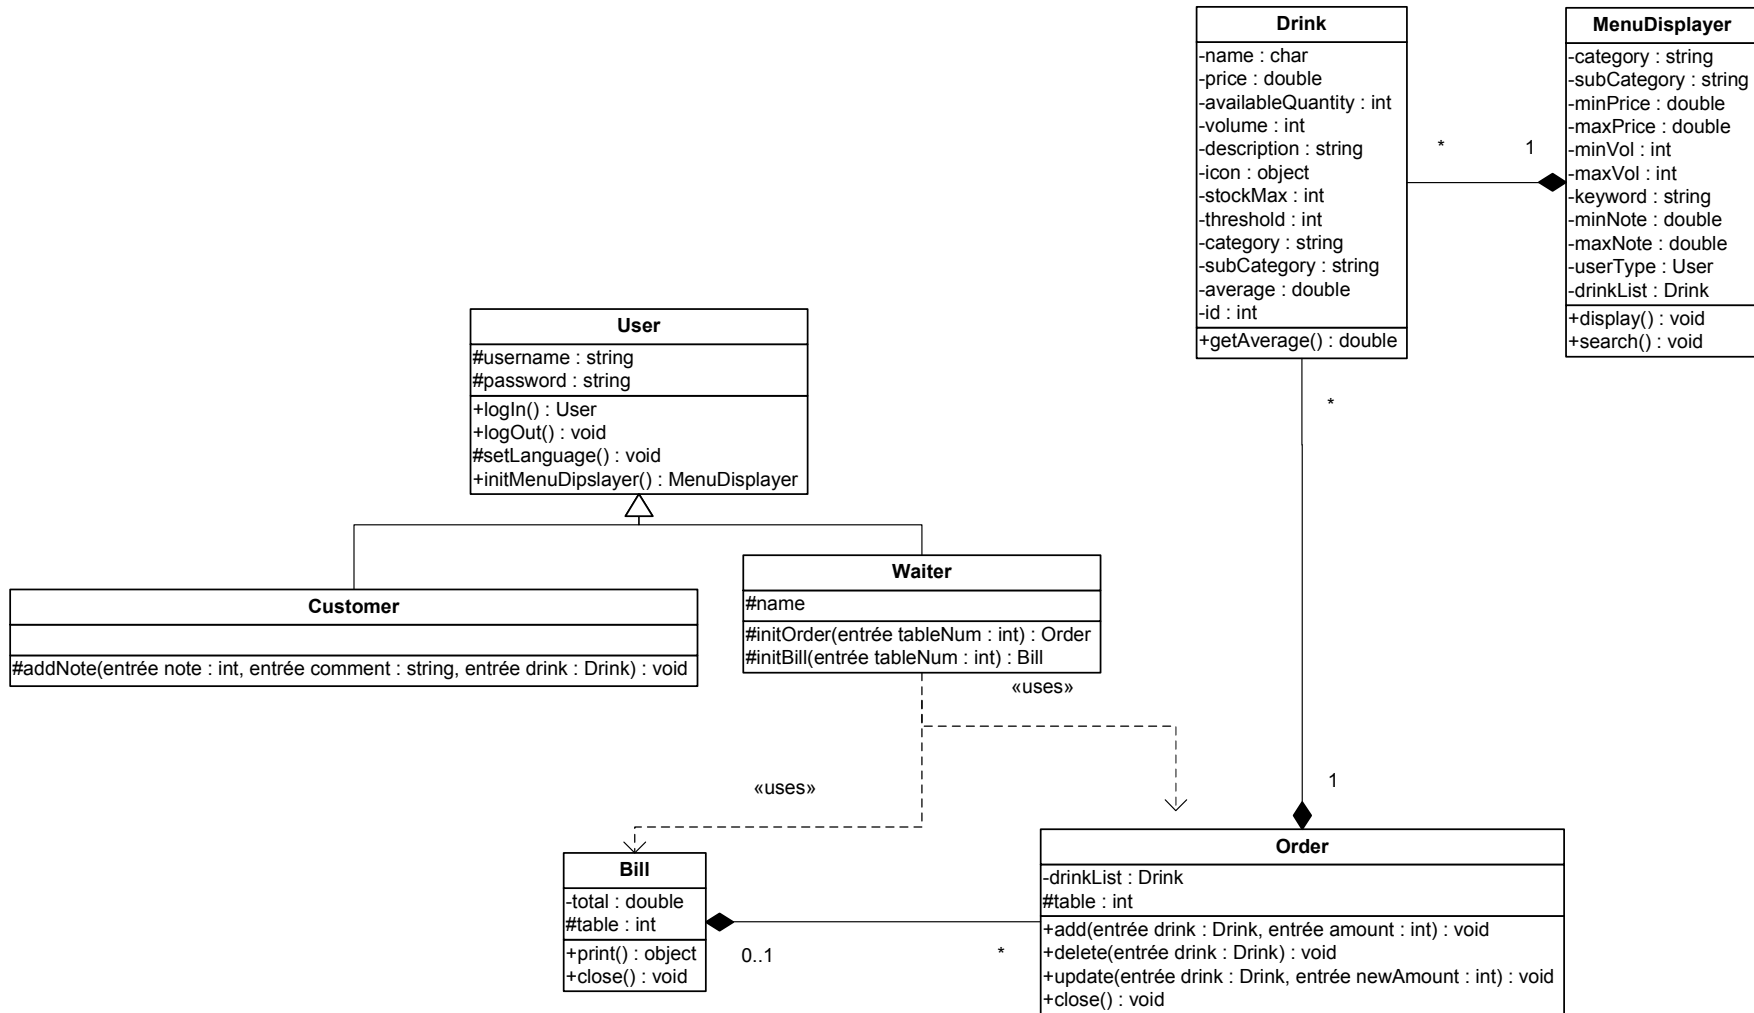 Drink
-name : char
-price : double
-availableQuantity : int
-volume : int
-description : string
-icon : object
-stockMax : int
-threshold : int
-category : string
-subCategory : string
-average : double
-id : int
+getAverage() : double
MenuDisplayer
-category : string
-subCategory : string
-minPrice : double
-maxPrice : double
-minVol : int
-maxVol : int
-keyword : string
-minNote : double
-maxNote : double
-userType : User
-drinkList : Drink
+display() : void
+search() : void
* 1
User
#username : string
#password : string
+logIn() : User
+logOut() : void
#setLanguage() : void
+initMenuDipslayer() : MenuDisplayer
*
Customer
#addNote(entrée note : int, entrée comment : string, entrée drink : Drink) : void
Waiter
#name
#initOrder(entrée tableNum : int) : Order
#initBill(entrée tableNum : int) : Bill
«uses»
«uses»
1
Bill
-total : double
#table : int
+print() : object
+close() : void
0..1 *
Order
-drinkList : Drink
#table : int
+add(entrée drink : Drink, entrée amount : int) : void
+delete(entrée drink : Drink) : void
+update(entrée drink : Drink, entrée newAmount : int) : void
+close() : void